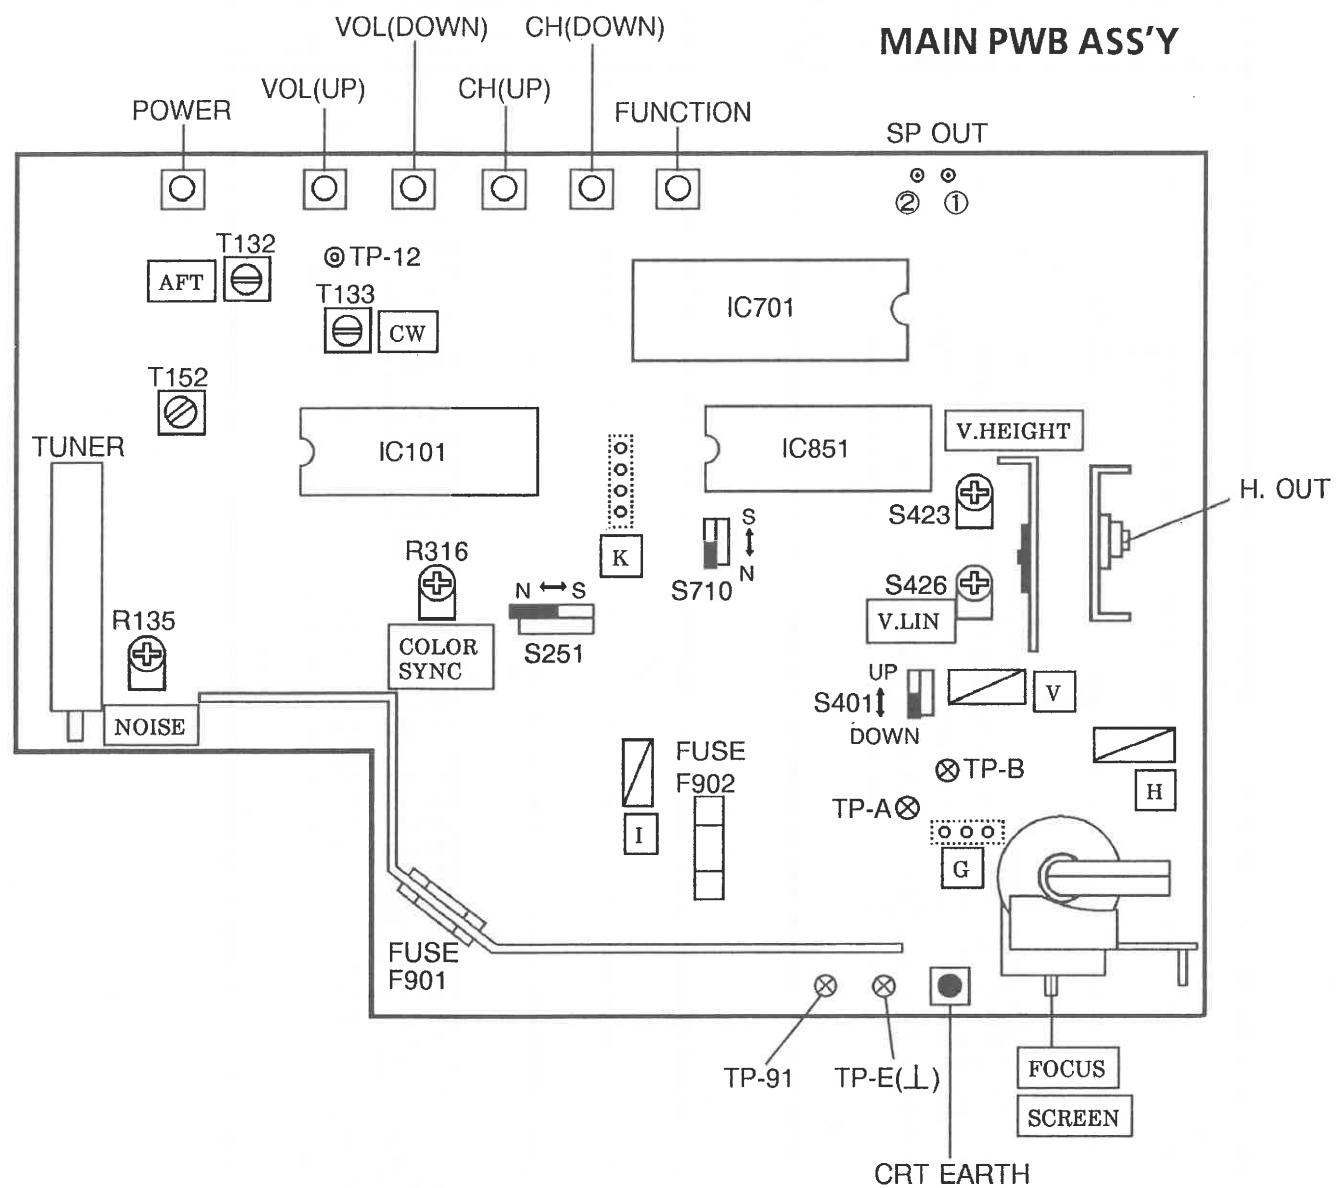 MAIN PWB ASS'Y
VOL(DOWN)
CH(DOWN)
VOL(UP)
CH(UP)
POWER
FUNCTION
SP OUT
② ①
T132
AFT
TP-12
T133
CW
IC701
T152
TUNER
IC101
IC851
V.HEIGHT
H. OUT
S423
S
N
S710
K
R316
N S
S251
COLOR
SYNC
S426
V.LIN
R135
NOISE
UP
S401
DOWN
V
FUSE
F902
I
TP-B
TP-A
H
G
FUSE
F901
TP-91
TP-E(⊥)
FOCUS
SCREEN
CRT EARTH